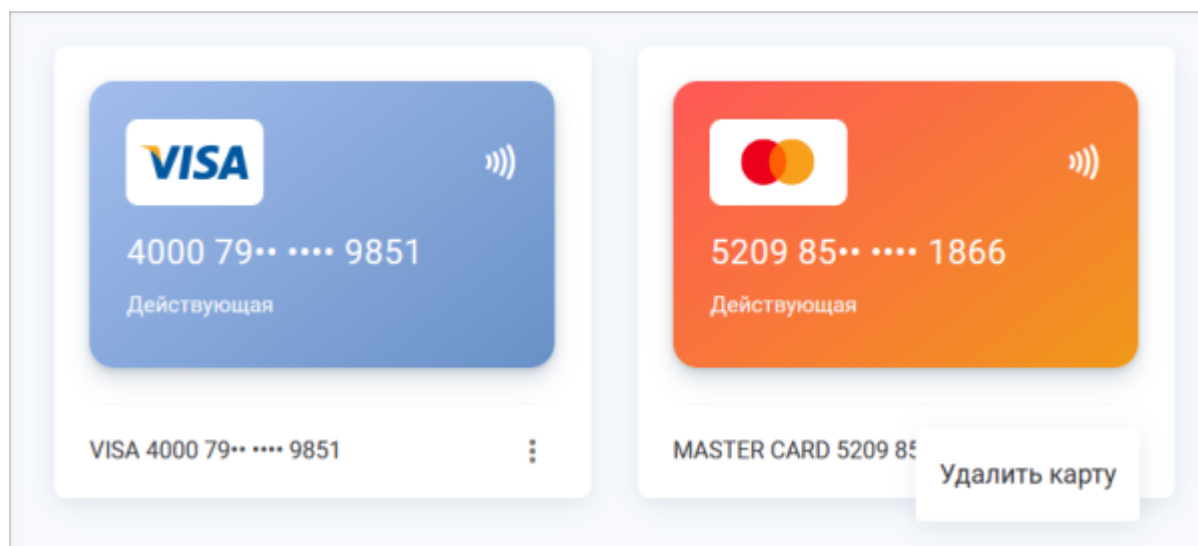 VISA
4000 79•• •••• 9851
Действующая
VISA 4000 79•• •••• 9851
5209 85•• •••• 1866
Действующая
MASTER CARD 5209 85
Удалить карту